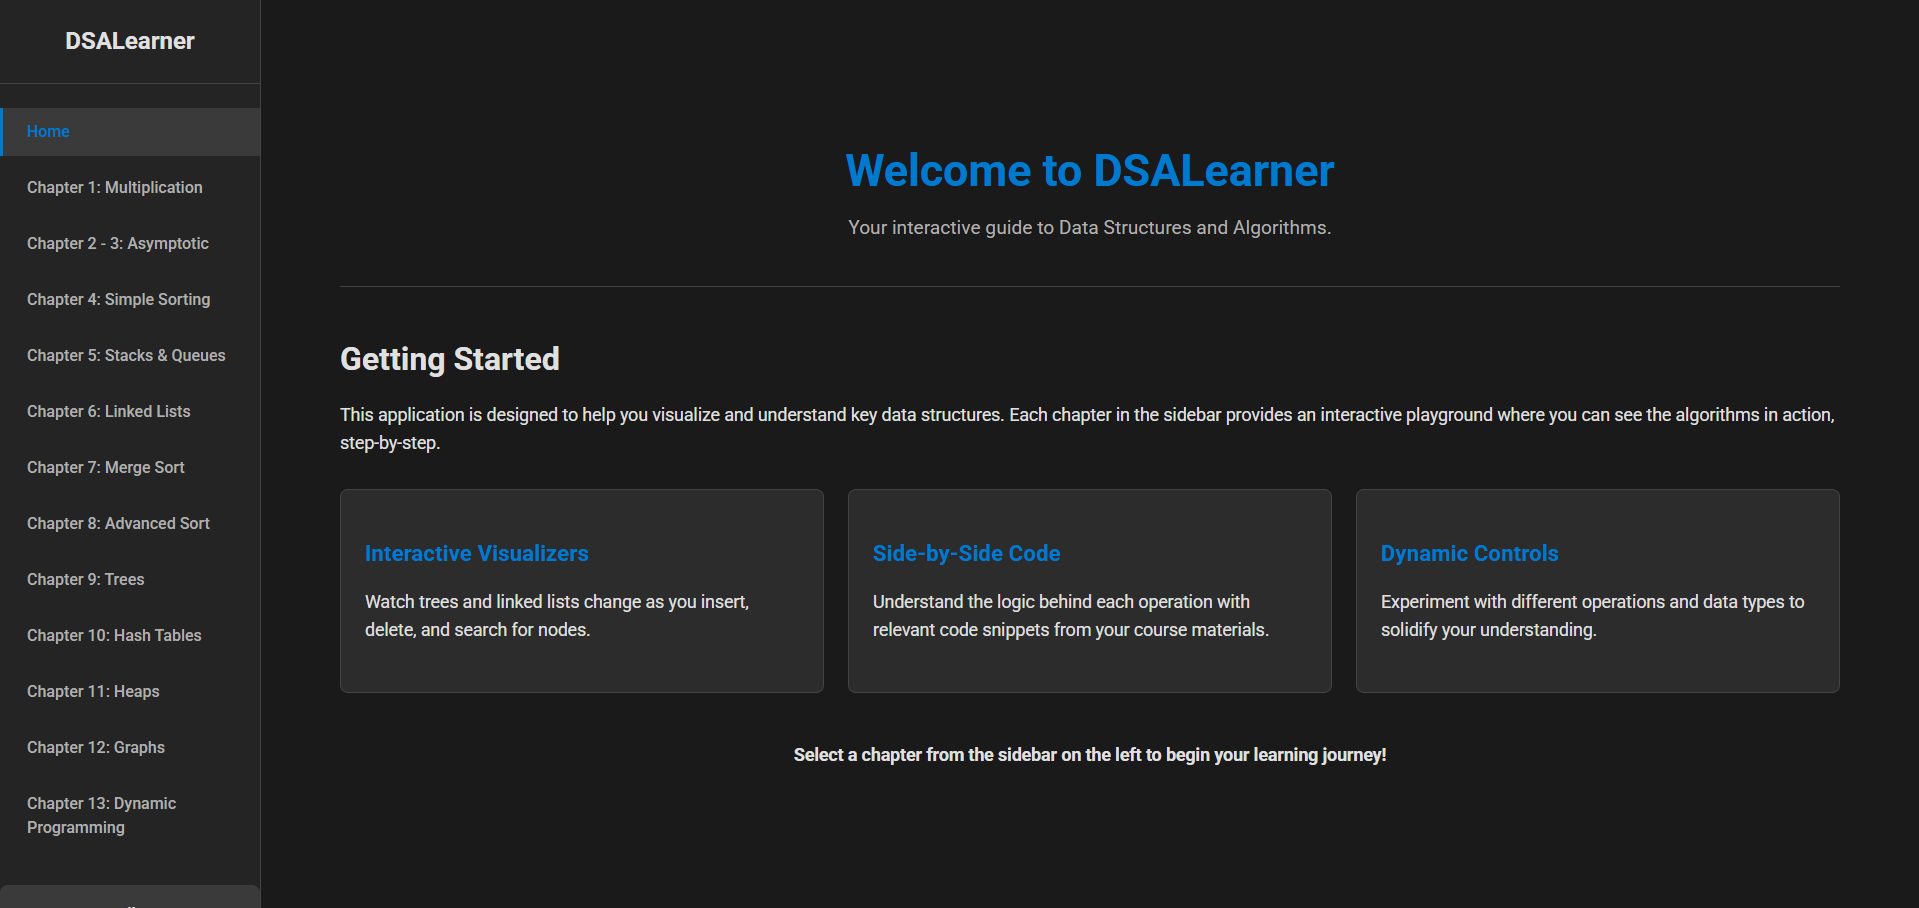 DSALearner
Home
Chapter 1: Multiplication
Chapter 2 - 3: Asymptotic
Chapter 4: Simple Sorting
Chapter 5: Stacks & Queues
Chapter 6: Linked Lists
Chapter 7: Merge Sort
Chapter 8: Advanced Sort
Chapter 9: Trees
Chapter 10: Hash Tables
Chapter 11: Heaps
Chapter 12: Graphs
Chapter 13: Dynamic
Programming
Welcome to DSALearner
Your interactive guide to Data Structures and Algorithms.
Getting Started
This application is designed to help you visualize and understand key data structures. Each chapter in the sidebar provides an interactive playground where you can see the algorithms in action,
step-by-step.
Interactive Visualizers
Watch trees and linked lists change as you insert,
delete, and search for nodes.
Side-by-Side Code
Understand the logic behind each operation with
relevant code snippets from your course materials.
Dynamic Controls
Experiment with different operations and data types to
solidify your understanding.
Select a chapter from the sidebar on the left to begin your learning journey!